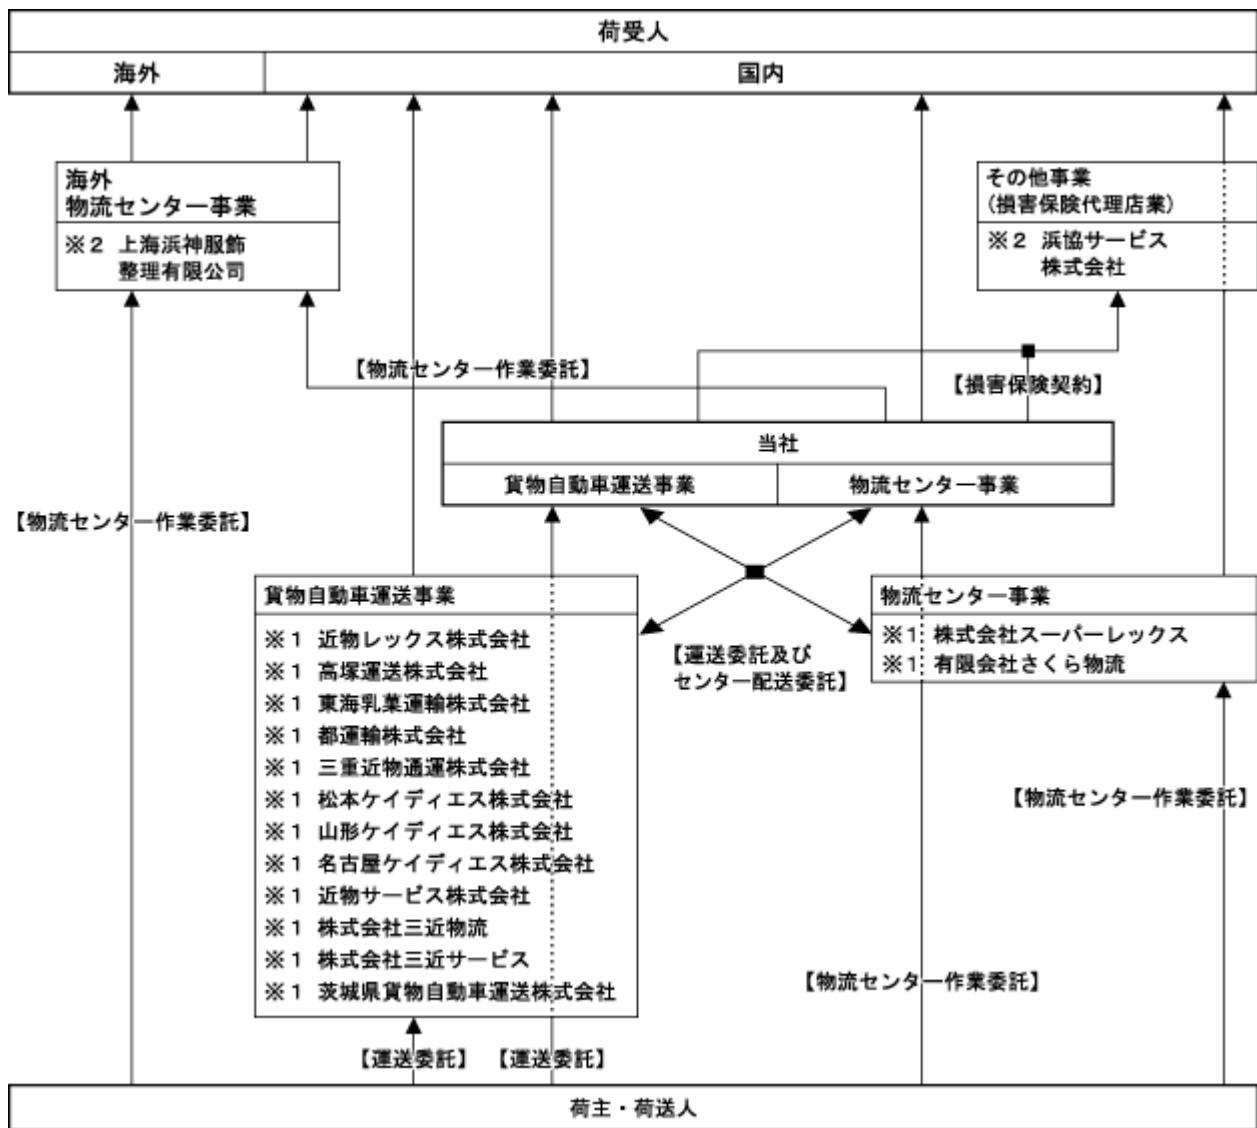 荷受人
海外
国内
海外
物流センター事業
※2 上海浜神服飾
整理有限公司
その他事業
(損害保険代理店業)
※2 浜協サービス
株式会社
【物流センター作業委託】
【損害保険契約】
当社
貨物自動車運送事業
物流センター事業
【物流センター作業委託】
貨物自動車運送事業
※1 近物レックス株式会社
※1 高塚運送株式会社
※1 東海乳菓運輸株式会社
※1 都運輸株式会社
※1 三重近物通運株式会社
※1 松本ケイディエス株式会社
※1 山形ケイディエス株式会社
※1 名古屋ケイディエス株式会社
※1 近物サービス株式会社
※1 株式会社三近物流
※1 株式会社三近サービス
※1 茨城県貨物自動車運送株式会社
【運送委託及び
センター配送委託】
物流センター事業
※1 株式会社スーパーレックス
※1 有限会社さくら物流
【物流センター作業委託】
【物流センター作業委託】
【運送委託】
【運送委託】
荷主・荷送人